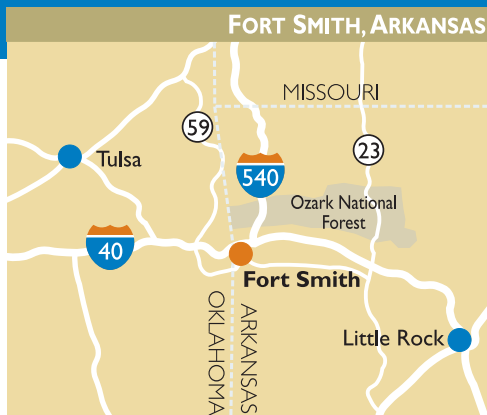 FORT SMITH, ARKANSAS
MISSOURI
59
23
Tulsa
540
Ozark National
Forest
40
Fort Smith
OKLAHOMA
ARKANSAS
Little Rock